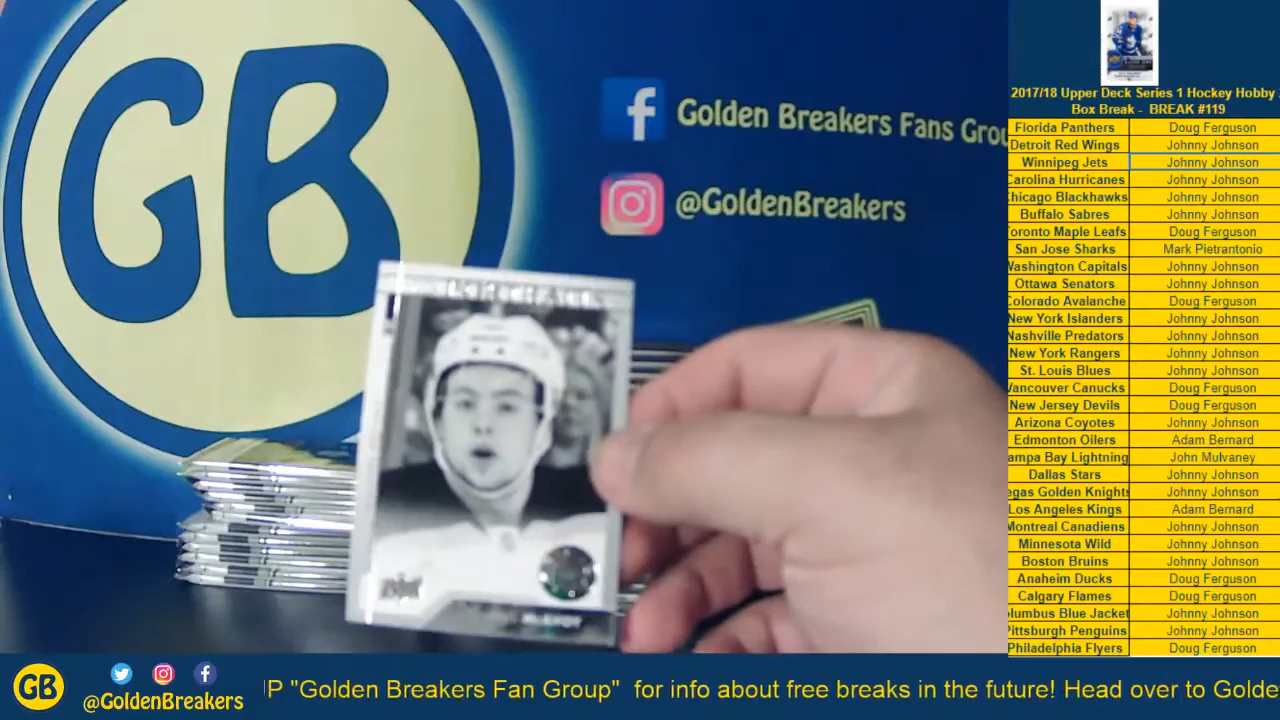 GB
f Golden Breakers Fans Grou
@GoldenBreakers
2017/18 Upper Deck Series 1 Hockey Hobby
Box Break - BREAK #119
Florida Panthers Doug Ferguson
Detroit Red Wings Johnny Johnson
Winnipeg Jets Johnny Johnson
Carolina Hurricanes Johnny Johnson
Chicago Blackhawks Johnny Johnson
Buffalo Sabres Johnny Johnson
Toronto Maple Leafs Doug Ferguson
San Jose Sharks Mark Pietrantonio
Washington Capitals Johnny Johnson
Ottawa Senators Johnny Johnson
Colorado Avalanche Doug Ferguson
New York Islanders Johnny Johnson
Nashville Predators Johnny Johnson
New York Rangers Johnny Johnson
St. Louis Blues Johnny Johnson
Vancouver Canucks Doug Ferguson
New Jersey Devils Doug Ferguson
Arizona Coyotes Johnny Johnson
Edmonton Oilers Adam Bernard
ampa Bay Lightning John Mulvaney
Dallas Stars Johnny Johnson
egas Golden Knights Johnny Johnson
Los Angeles Kings Adam Bernard
Montreal Canadiens Johnny Johnson
Minnesota Wild Johnny Johnson
Boston Bruins Johnny Johnson
Anaheim Ducks Doug Ferguson
Calgary Flames Doug Ferguson
olumbus Blue Jacket Johnny Johnson
Pittsburgh Penguins Johnny Johnson
Philadelphia Flyers Doug Ferguson
GB
@GoldenBreakers
IP "Golden Breakers Fan Group" for info about free breaks in the future! Head over to Golde